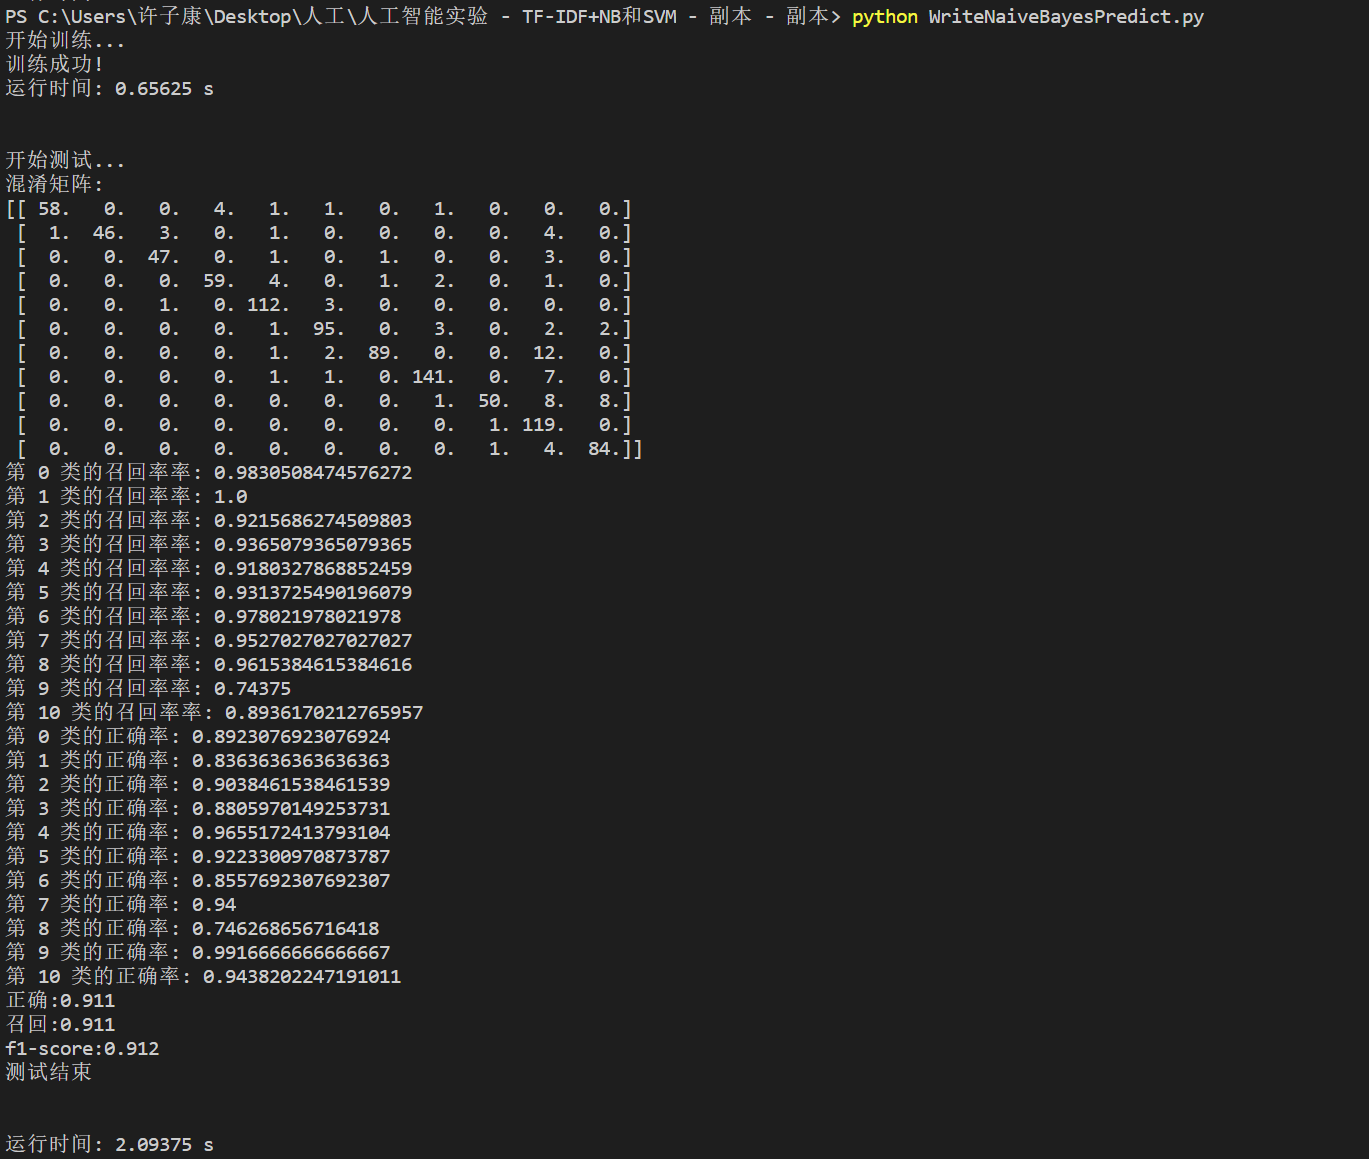 PS C:\Users\许子康\Desktop\人工\人工智能实验 - TF-IDF+NB和SVM - 副本 - 副本> python WriteNaiveBayesPredict.py
开始训练...
训练成功!
运行时间: 0.65625 s
开始测试...
混淆矩阵:
[[ 58.   0.   0.   4.   1.   1.   0.   1.   0.   0.   0.]
 [  1.  46.   3.   0.   1.   0.   0.   0.   0.   4.   0.]
 [  0.   0.  47.   0.   1.   0.   1.   0.   0.   3.   0.]
 [  0.   0.   0.  59.   4.   0.   1.   2.   0.   1.   0.]
 [  0.   0.   1.   0. 112.   3.   0.   0.   0.   0.   0.]
 [  0.   0.   0.   0.   1.  95.   0.   3.   0.   2.   2.]
 [  0.   0.   0.   0.   1.   2.  89.   0.   0.  12.   0.]
 [  0.   0.   0.   0.   1.   1.   0. 141.   0.   7.   0.]
 [  0.   0.   0.   0.   0.   0.   0.   1.  50.   8.   8.]
 [  0.   0.   0.   0.   0.   0.   0.   0.   1. 119.   0.]
 [  0.   0.   0.   0.   0.   0.   0.   0.   1.   4.  84.]]
第 0 类的召回率率: 0.9830508474576272
第 1 类的召回率率: 1.0
第 2 类的召回率率: 0.9215686274509803
第 3 类的召回率率: 0.9365079365079365
第 4 类的召回率率: 0.9180327868852459
第 5 类的召回率率: 0.9313725490196079
第 6 类的召回率率: 0.978021978021978
第 7 类的召回率率: 0.9527027027027027
第 8 类的召回率率: 0.9615384615384616
第 9 类的召回率率: 0.74375
第 10 类的召回率率: 0.8936170212765957
第 0 类的正确率: 0.8923076923076924
第 1 类的正确率: 0.8363636363636363
第 2 类的正确率: 0.9038461538461539
第 3 类的正确率: 0.8805970149253731
第 4 类的正确率: 0.9655172413793104
第 5 类的正确率: 0.9223300970873787
第 6 类的正确率: 0.8557692307692307
第 7 类的正确率: 0.94
第 8 类的正确率: 0.746268656716418
第 9 类的正确率: 0.9916666666666667
第 10 类的正确率: 0.9438202247191011
正确:0.911
召回:0.911
f1-score:0.912
测试结束
运行时间: 2.09375 s